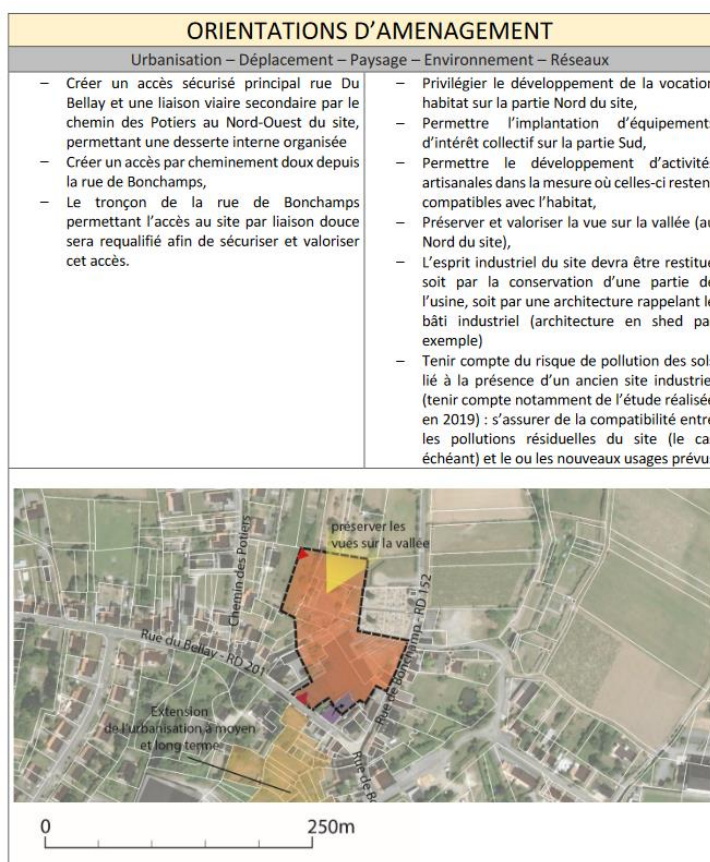 ORIENTATIONS D'AMENAGEMENT
Urbanisation – Déplacement – Paysage – Environnement – Réseaux
– Créer un accès sécurisé principal rue Du
Bellay et une liaison viaire secondaire par le
chemin des Potiers au Nord-Ouest du site,
permettant une desserte interne organisée
– Créer un accès par cheminement doux depuis
la rue de Bonchamps,
– Le tronçon de la rue de Bonchamps
permettant l'accès au site par liaison douce
sera requalifié afin de sécuriser et valoriser
cet accès.
– Privilégier le développement de la vocation
habitat sur la partie Nord du site,
– Permettre l'implantation d'équipements
d'intérêt collectif sur la partie Sud,
– Permettre le développement d'activités
artisanales dans la mesure où celles-ci restent
compatibles avec l'habitat,
– Préserver et valoriser la vue sur la vallée (au
Nord du site),
– L'esprit industriel du site devra être restitué
soit par la conservation d'une partie de
l'usine, soit par une architecture rappelant le
bâti industriel (architecture en shed par
exemple)
– Tenir compte du risque de pollution des sols
lié à la présence d'un ancien site industriel
(tenir compte notamment de l'étude réalisée
en 2019) : s'assurer de la compatibilité entre
les pollutions résiduelles du site (le cas
échéant) et le ou les nouveaux usages prévus
préserver les
vues sur la vallée
Chemin des Potiers
Rue du Bellay - RD 201
Rue de Bonchamp - RD 152
Extension
de l'urbanisation à moyen
et long terme
Rue de B
0 250m